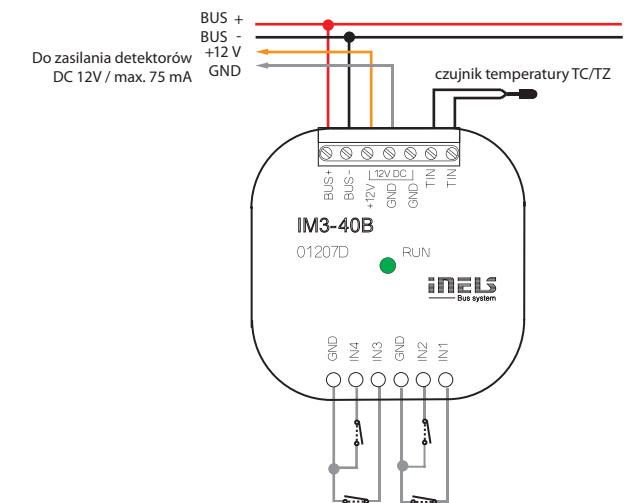 BUS +
BUS -
+12 V
GND
Do zasilania detektorów
DC 12V / max. 75 mA
czujnik temperatury TC/TZ
BUS+
BUS-
+12V
GND
GND
TIN
TIN
12V DC
IM3-40B
01207D
RUN
iNELS
Bus system
GND
IN4
IN3
GND
IN2
IN1